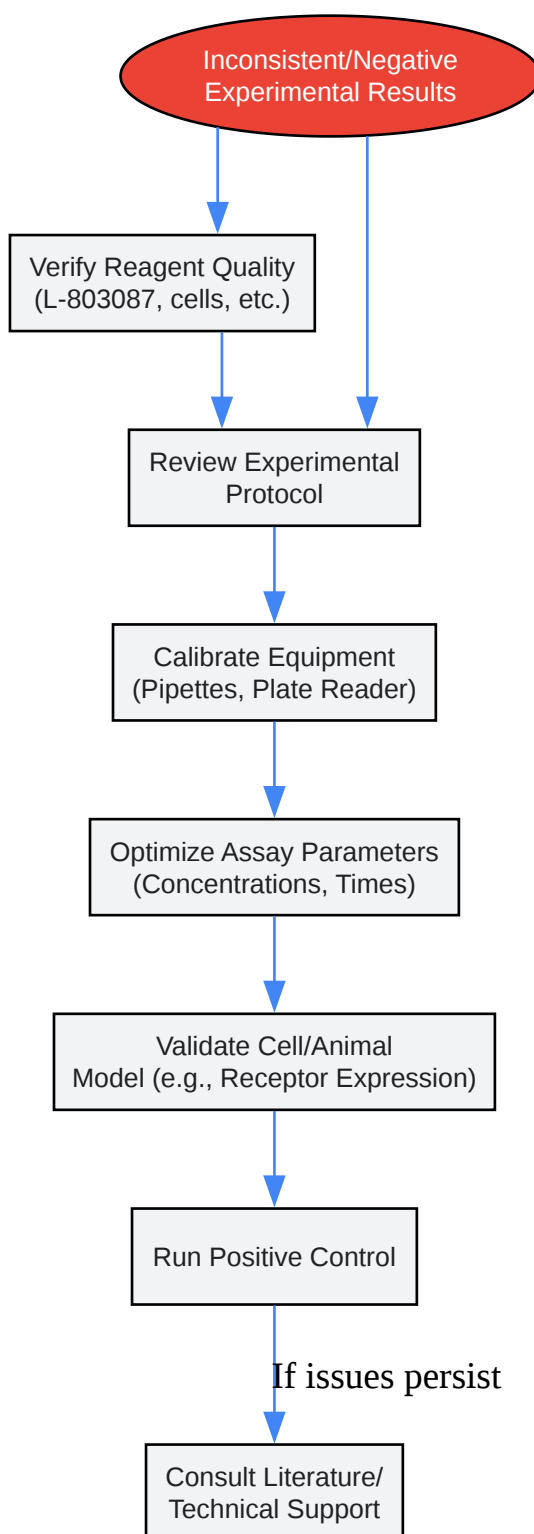 Inconsistent/Negative
Experimental Results
Verify Reagent Quality
(L-803087, cells, etc.)
Review Experimental
Protocol
Calibrate Equipment
(Pipettes, Plate Reader)
Optimize Assay Parameters
(Concentrations, Times)
Validate Cell/Animal
Model (e.g., Receptor Expression)
Run Positive Control
If issues persist
Consult Literature/
Technical Support